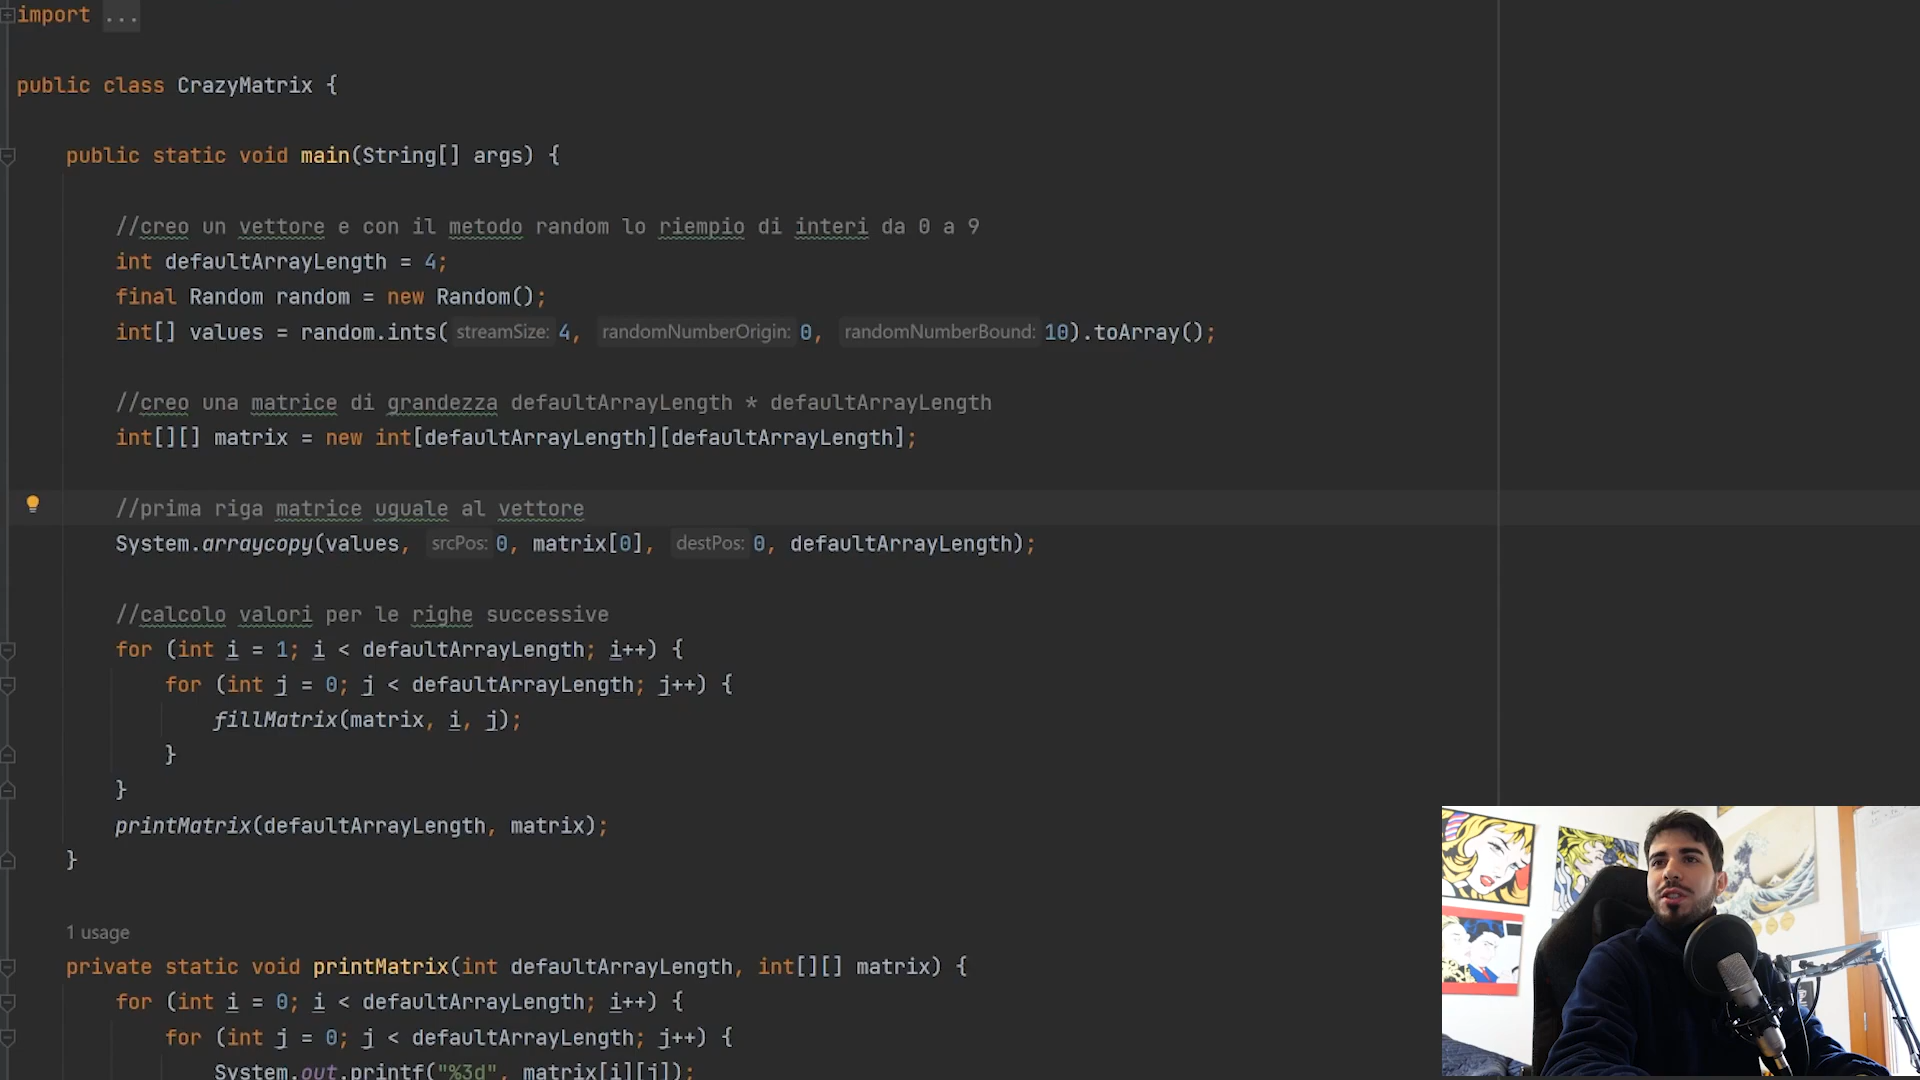 import ...
public class CrazyMatrix {
public static void main(String[] args) {
//creo un vettore e con il metodo random lo riempio di interi da 0 a 9
int defaultArrayLength = 4;
final Random random = new Random();
int[] values = random.ints( streamSize: 4, randomNumberOrigin: 0, randomNumberBound: 10).toArray();
//creo una matrice di grandezza defaultArrayLength * defaultArrayLength
int[][] matrix = new int[defaultArrayLength][defaultArrayLength];
//prima riga matrice uguale al vettore
System.arraycopy(values, srcPos: 0, matrix[0], destPos: 0, defaultArrayLength);
//calcolo valori per le righe successive
for (int i = 1; i < defaultArrayLength; i++) {
for (int j = 0; j < defaultArrayLength; j++) {
fillMatrix(matrix, i, j);
}
}
printMatrix(defaultArrayLength, matrix);
}
1 usage
private static void printMatrix(int defaultArrayLength, int[][] matrix) {
for (int i = 0; i < defaultArrayLength; i++) {
for (int j = 0; j < defaultArrayLength; j++) {
System.out.printf("%3d", matrix[i][j]);